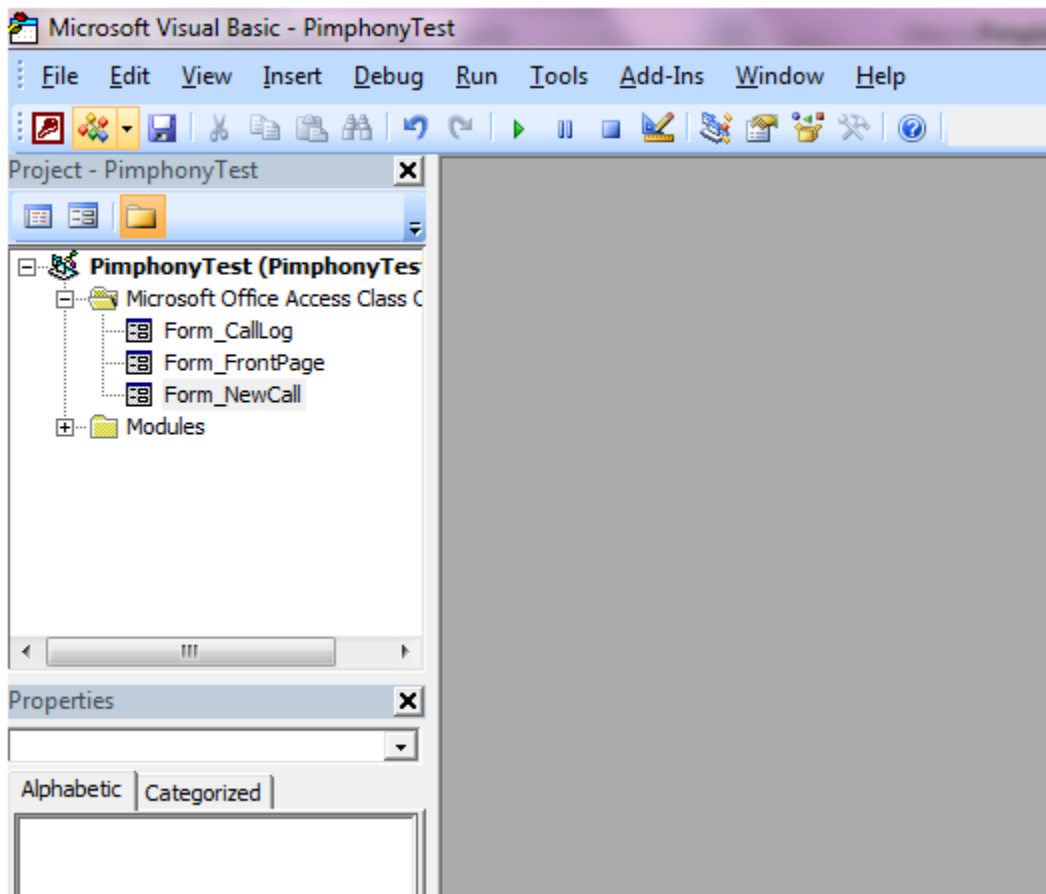 Microsoft Visual Basic - PimphonyTest
File Edit View Insert Debug Run Tools Add-Ins Window Help
Project - PimphonyTest
PimphonyTest (PimphonyTes
Microsoft Office Access Class O
Form_CallLog
Form_FrontPage
Form_NewCall
Modules
Properties
Alphabetic Categorized